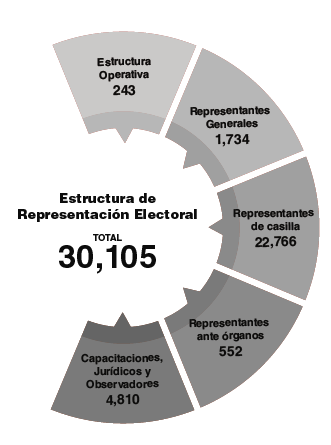 Estructura
Operativa
243
Representantes
Generales
1,734
Estructura de
Representación Electoral
TOTAL
30,105
Representantes
de casilla
22,766
Representantes
ante órganos
552
Capacitaciones,
Jurídicos y
Observadores
4,810